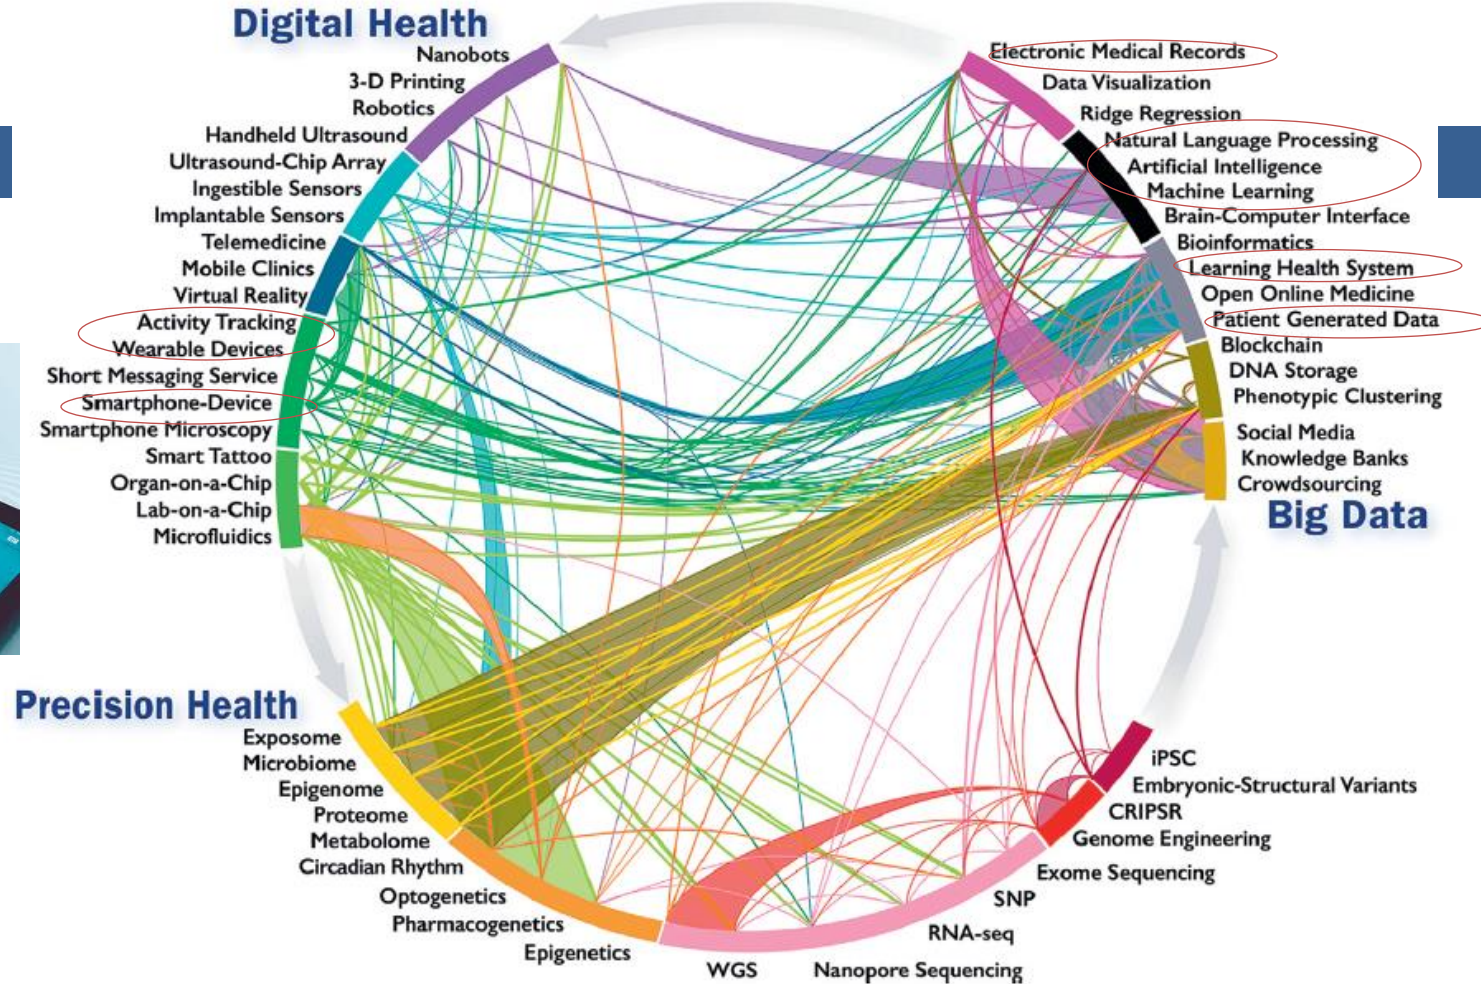 Digital Health
Nanobots
3-D Printing
Robotics
Handheld Ultrasound
Ultrasound-Chip Array
Ingestible Sensors
Implantable Sensors
Telemedicine
Mobile Clinics
Virtual Reality
Activity Tracking
Wearable Devices
Short Messaging Service
Smartphone-Device
Smartphone Microscopy
Smart Tattoo
Organ-on-a-Chip
Lab-on-a-Chip
Microfluidics
Electronic Medical Records
Data Visualization
Ridge Regression
Natural Language Processing
Artificial Intelligence
Machine Learning
Brain-Computer Interface
Bioinformatics
Learning Health System
Open Online Medicine
Patient Generated Data
Blockchain
DNA Storage
Phenotypic Clustering
Social Media
Knowledge Banks
Crowdsourcing
Big Data
Precision Health
Exposome
Microbiome
Epigenome
Proteome
Metabolome
Circadian Rhythm
Optogenetics
Pharmacogenetics
Epigenetics
WGS
Nanopore Sequencing
RNA-seq
SNP
Exome Sequencing
Genome Engineering
CRIPSR
Embryonic-Structural Variants
iPSC